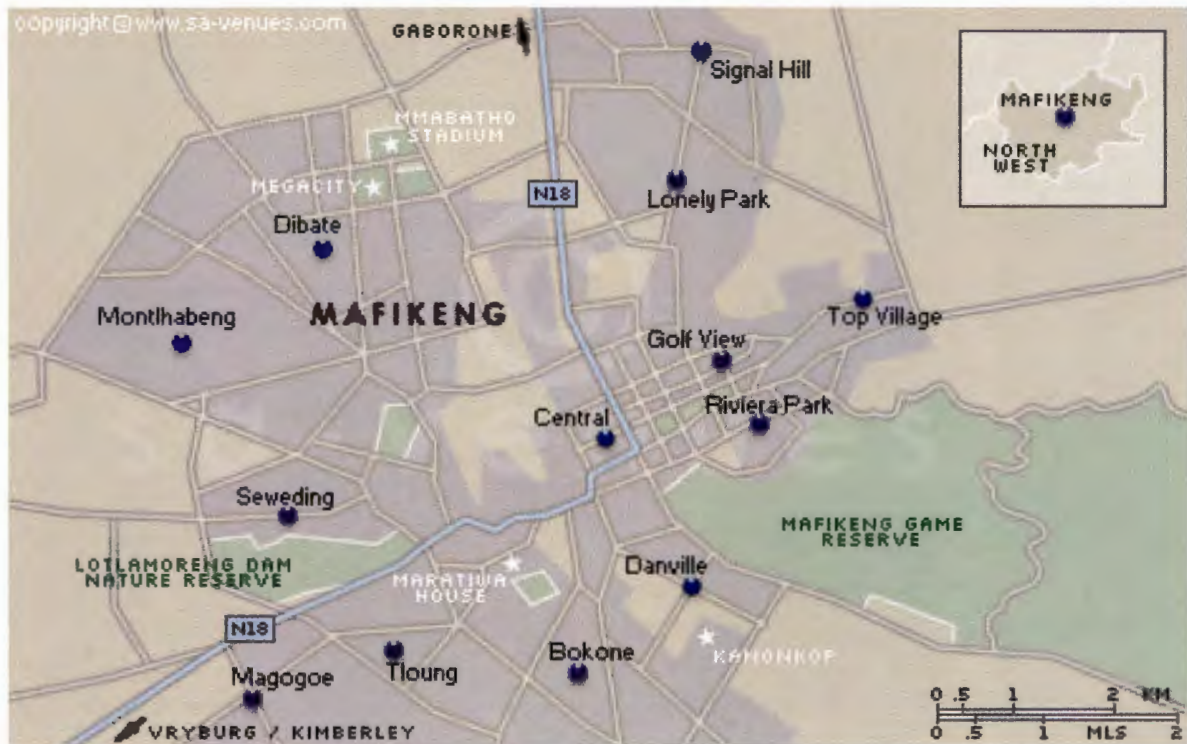 copyright©www.sa-venues.com
GABORONE
Signal Hill
MMABATHO
STADIUM
MAFIKENG
NORTH
WEST
MEGACITY
N18
Lonely Park
Dibate
Montlhabeng
MAFIKENG
Top Village
Golf View
Central
Riviera Park
Seweding
MAFIKENG GAME
RESERVE
LOTLAMORENG DAM
NATURE RESERVE
MARATIWA
HOUSE
Danville
N18
KANONKOP
Tloung
Bokone
Magogoe
VRYBURG / KIMBERLEY
0 .5 1 2 KM
0 .5 1 MLS 2